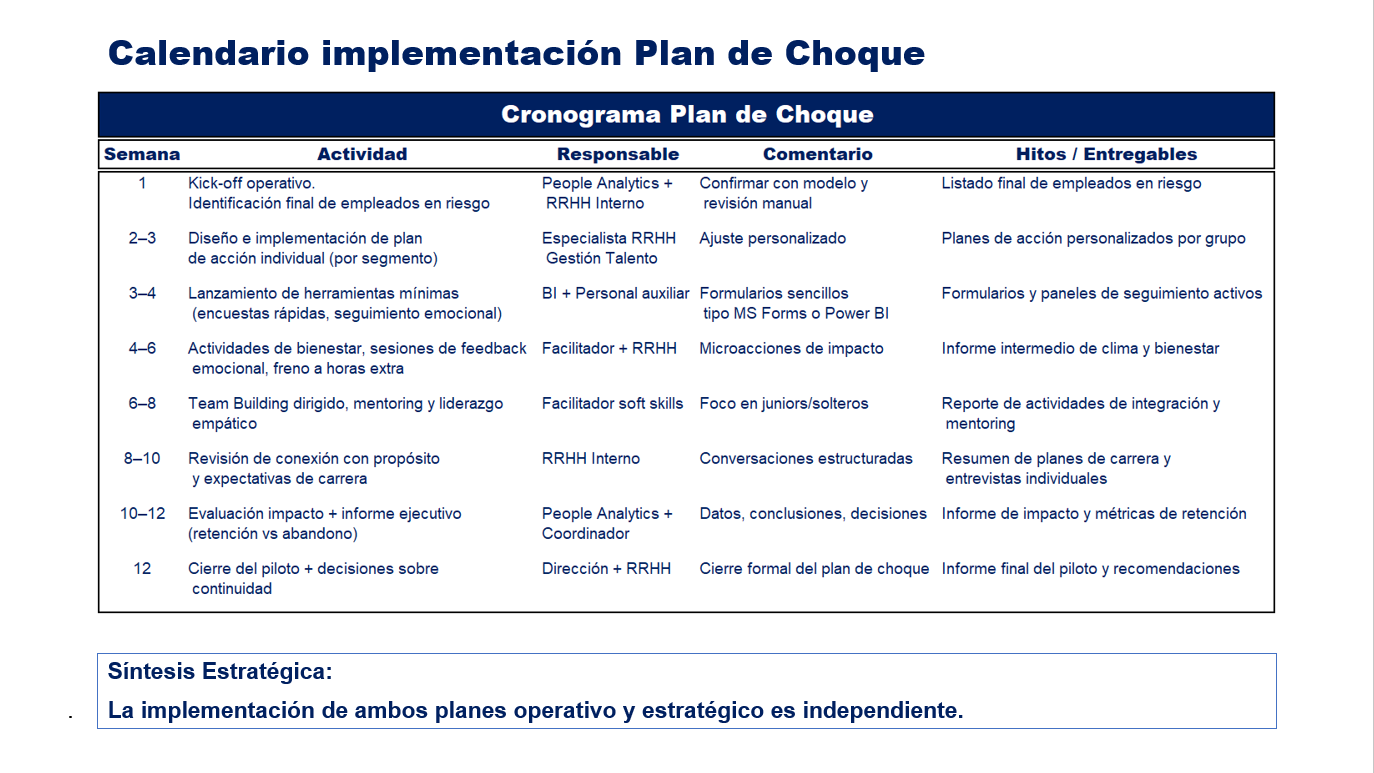 Calendario implementación Plan de Choque
Cronograma Plan de Choque
Semana Actividad Responsable Comentario Hitos / Entregables
1 Kick-off operativo. People Analytics + Confirmar con modelo y Listado final de empleados en riesgo
Identificación final de empleados en riesgo RRHH Interno revisión manual
2–3 Diseño e implementación de plan Especialista RRHH Ajuste personalizado Planes de acción personalizados por grupo
de acción individual (por segmento) Gestión Talento
3–4 Lanzamiento de herramientas mínimas BI + Personal auxiliar Formularios sencillos Formularios y paneles de seguimiento activos
(encuestas rápidas, seguimiento emocional) tipo MS Forms o Power BI
4–6 Actividades de bienestar, sesiones de feedback Facilitador + RRHH Microacciones de impacto Informe intermedio de clima y bienestar
emocional, freno a horas extra
6–8 Team Building dirigido, mentoring y liderazgo Facilitador soft skills Foco en juniors/solteros Reporte de actividades de integración y
empático mentoring
8–10 Revisión de conexión con propósito RRHH Interno Conversaciones estructuradas Resumen de planes de carrera y
y expectativas de carrera entrevistas individuales
10–12 Evaluación impacto + informe ejecutivo People Analytics + Datos, conclusiones, decisiones Informe de impacto y métricas de retención
(retención vs abandono) Coordinador
12 Cierre del piloto + decisiones sobre Dirección + RRHH Cierre formal del plan de choque Informe final del piloto y recomendaciones
continuidad
Síntesis Estratégica:
. La implementación de ambos planes operativo y estratégico es independiente.